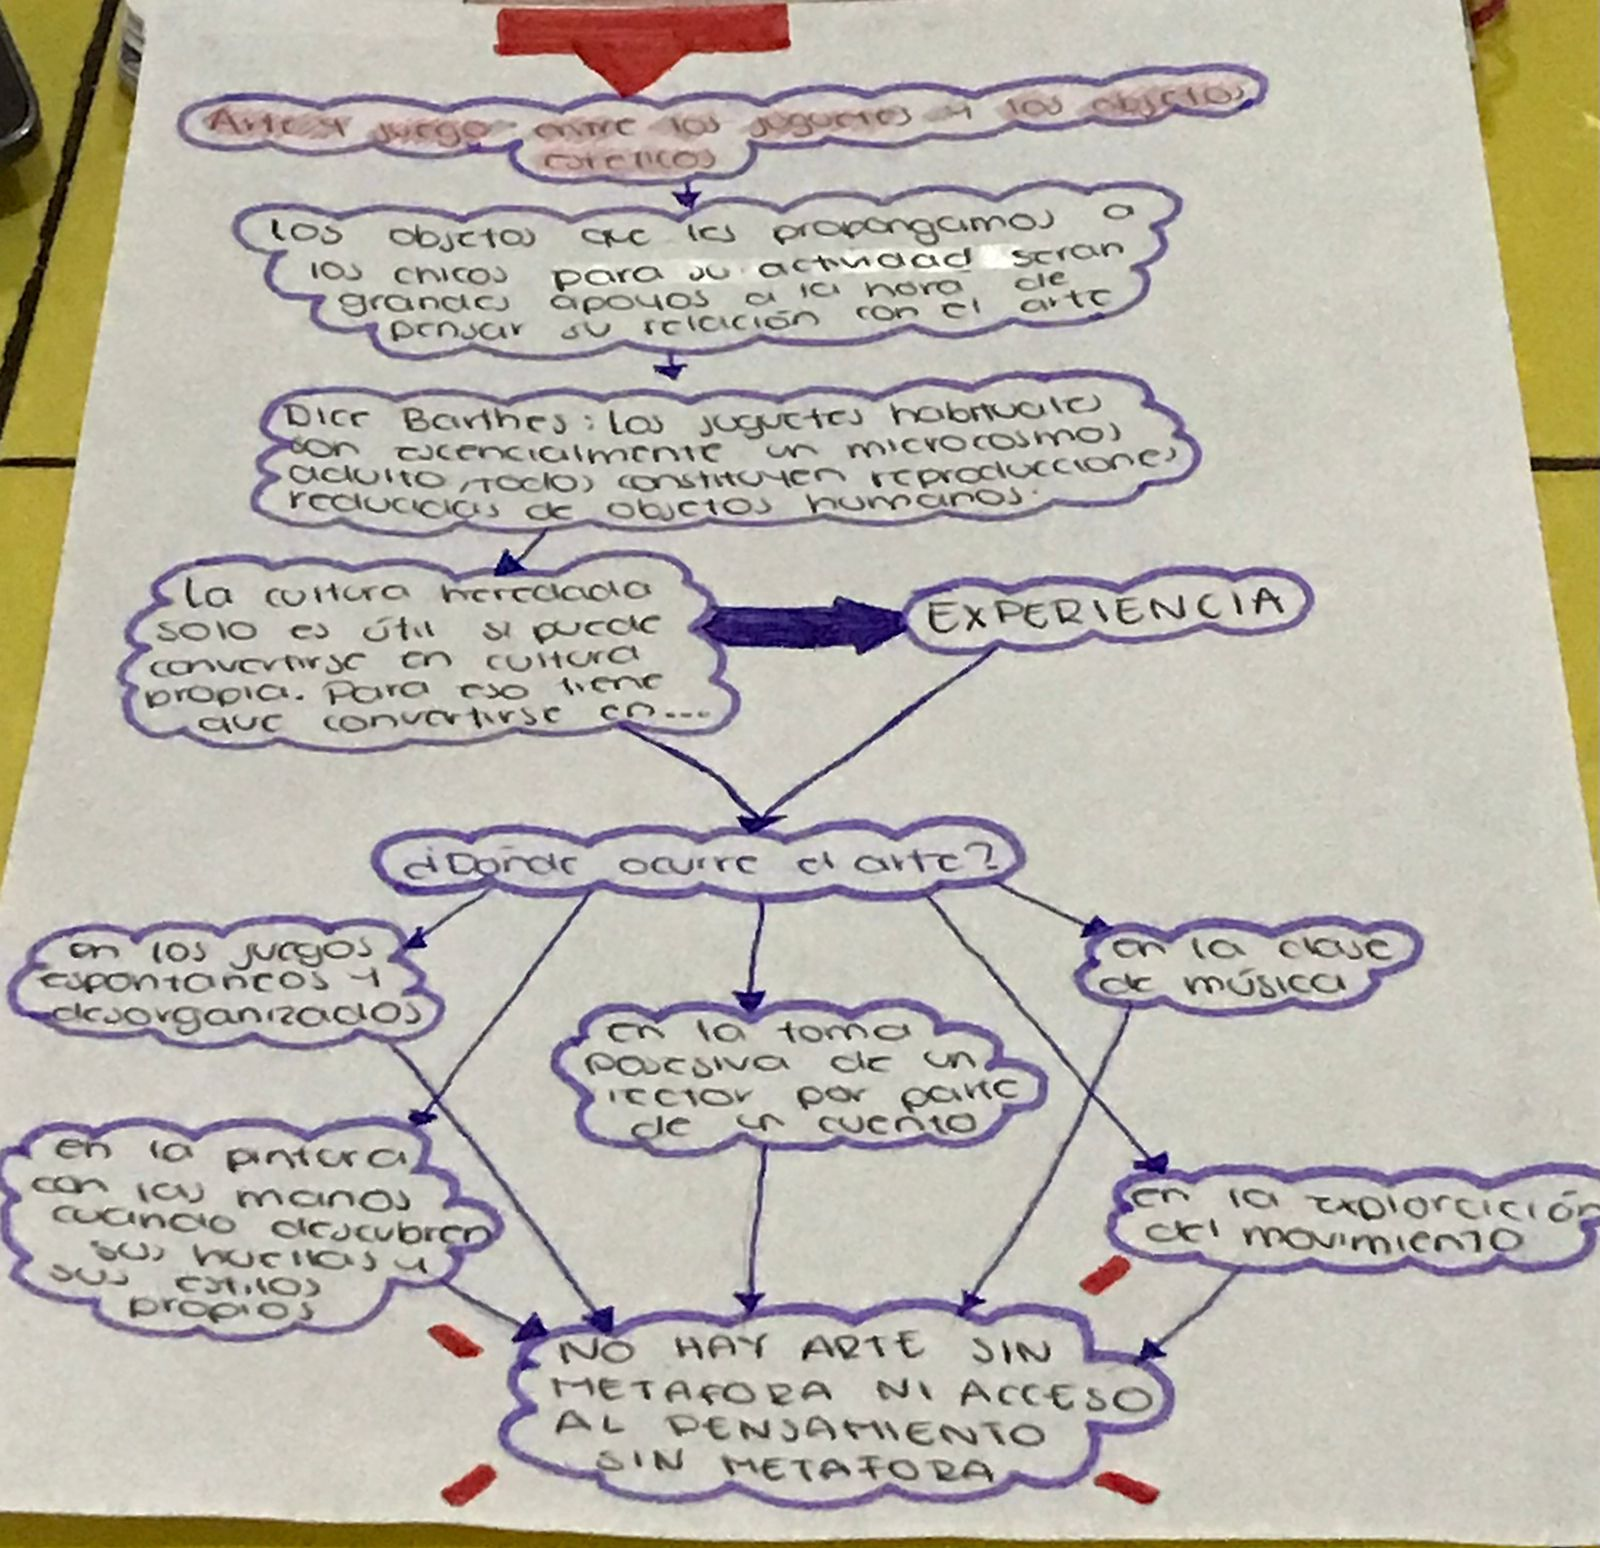 Arte y juego entre los juguetes y los objetos
esteticos
Los objetos que les propongamos a
los chicos para su actividad seran
grandes apoyos a la hora de
pensar su relación con el arte
Dice Barthes: Los juguetes habituales
son escencialmente un microcosmos
adulto, todos constituyen reproducciones
reducidas de objetos humanos.
La cultura heredada
solo es útil si puede
convertirse en cultura
propia. Para eso tiene
que convertirse en...
EXPERIENCIA
¿Donde ocurre el arte?
en los juegos
espontaneos y
desorganizados
en la clase
de música
en la toma
posesiva de un
lector por parte
de un cuento
en la pintura
con las manos
cuando descubren
sus huellas y
sus estilos
propios
en la exploración
del movimiento
NO HAY ARTE SIN
METAFORA NI ACCESO
AL PENSAMIENTO
SIN METAFORA